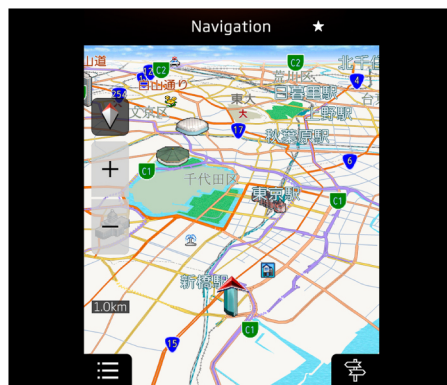 Navigation ★
C2
山道
12
C2
北千住
荒川区
4
白山通り
日暮里駅
254
東大
文京区
上野駅
17
秋葉原駅
6
+
C1
千代田区
C1
東京駅
−
新橋駅
1.0km
C1
15